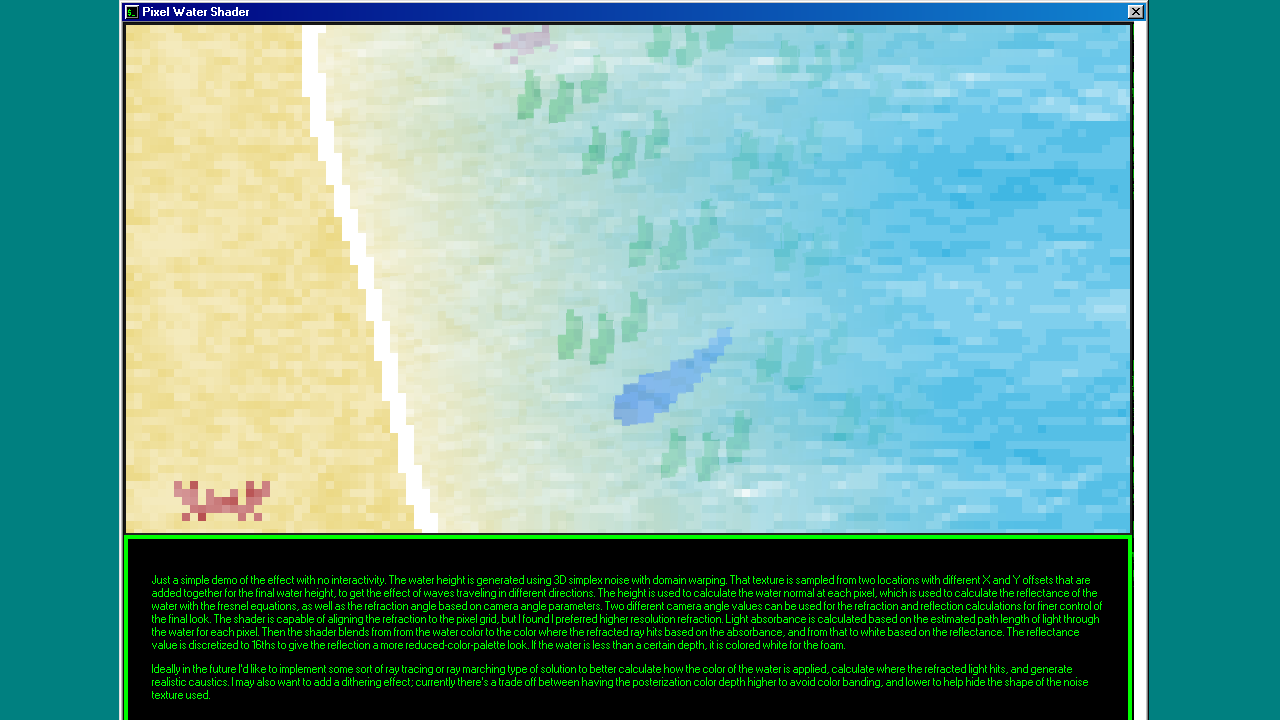 Pixel Water Shader
Just a simple demo of the effect with no interactivity. The water height is generated using 3D simplex noise with domain warping. That texture is sampled from two locations with different X and Y offsets that are
added together for the final water height, to get the effect of waves traveling in different directions. The height is used to calculate the water normal at each pixel, which is used to calculate the reflectance of the
water with the fresnel equations, as well as the refraction angle based on camera angle parameters. Two different camera angle values can be used for the refraction and reflection calculations for finer control of
the final look. The shader is capable of aligning the refraction to the pixel grid, but I found I preferred higher resolution refraction. Light absorbance is calculated based on the estimated path length of light through
the water for each pixel. Then the shader blends from from the water color to the color where the refracted ray hits based on the absorbance, and from that to white based on the reflectance. The reflectance
value is discretized to 16ths to give the reflection a more reduced-color-palette look. If the water is less than a certain depth, it is colored white for the foam.
Ideally in the future I'd like to implement some sort of ray tracing or ray marching type of solution to better calculate how the color of the water is applied, calculate where the refracted light hits, and generate
realistic caustics. I may also want to add a dithering effect; currently there's a trade off between having the posterization color depth higher to avoid color banding, and lower to help hide the shape of the noise
texture used.